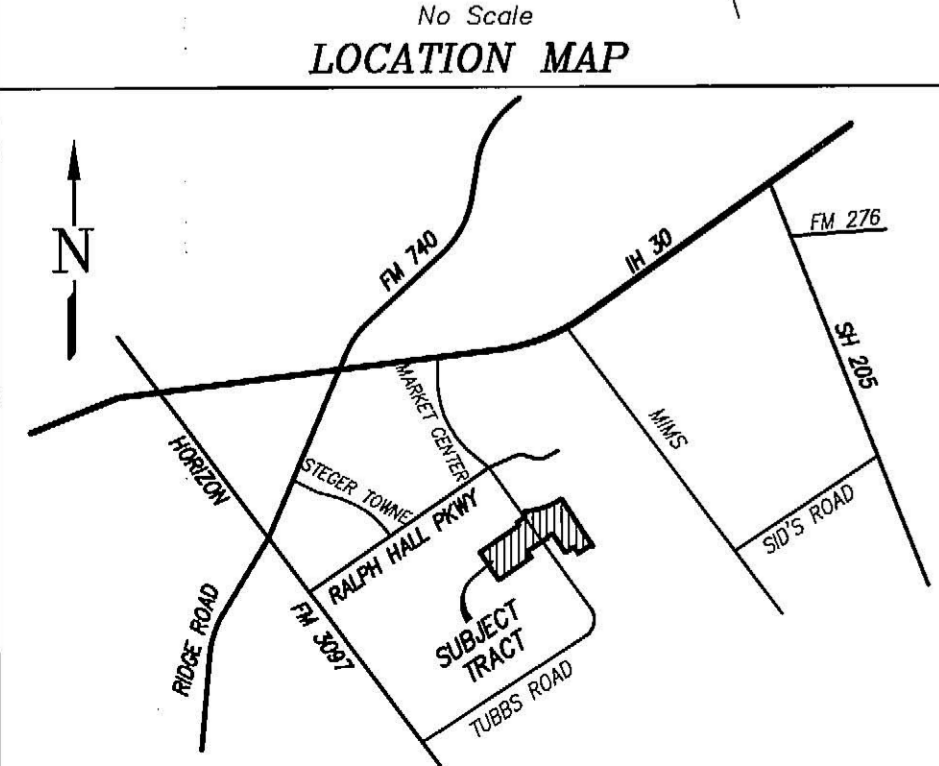 No Scale
LOCATION MAP
N
FM 740
IH 30
FM 276
SH 205
MARKET CENTER
MIMS
HORIZON
STEGER TOWNE
RALPH HALL PKWY
SID'S ROAD
RIDGE ROAD
FM 3097
SUBJECT
TRACT
TUBBS ROAD